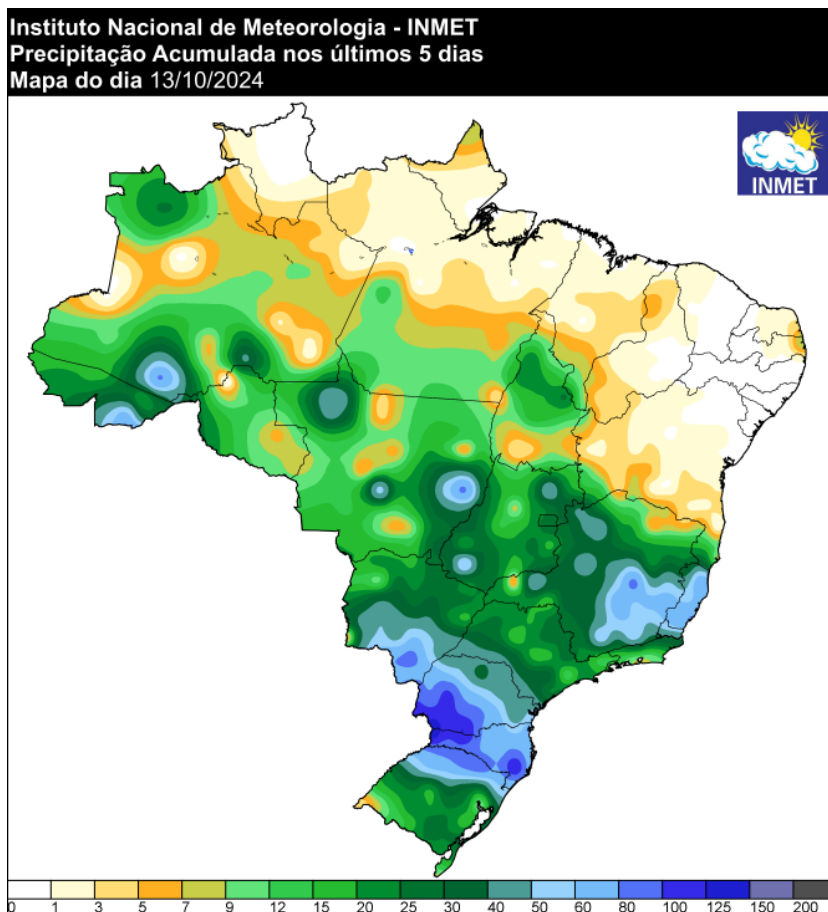 Instituto Nacional de Meteorologia - INMET
Precipitação Acumulada nos últimos 5 dias
Mapa do dia 13/10/2024
INMET
0 1 3 5 7 9 12 15 20 25 30 40 50 60 80 100 125 150 200